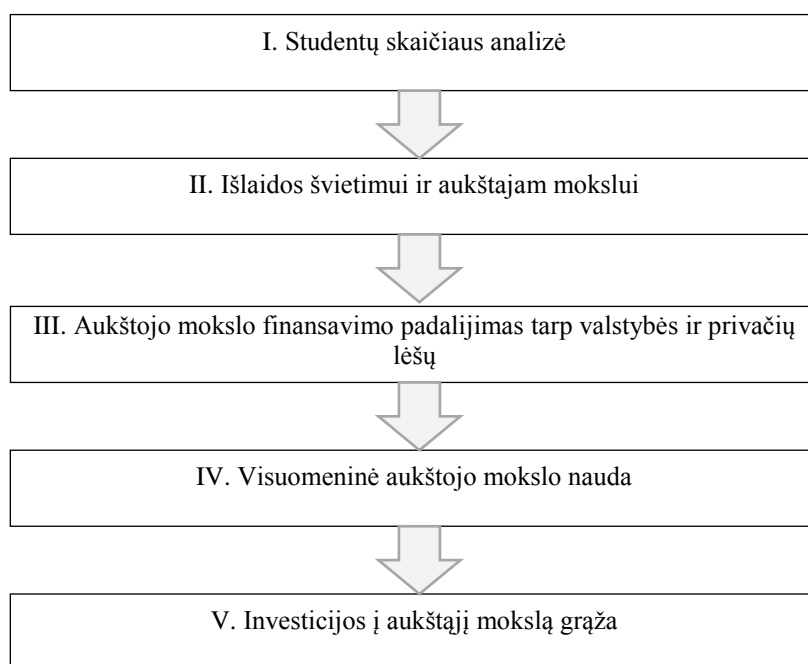 I. Studentų skaičiaus analizė
II. Išlaidos švietimui ir aukštajam mokslui
III. Aukštojo mokslo finansavimo padalijimas tarp valstybės ir privačių
lėšų
IV. Visuomeninė aukštojo mokslo nauda
V. Investicijos į aukštąjį mokslą grąža